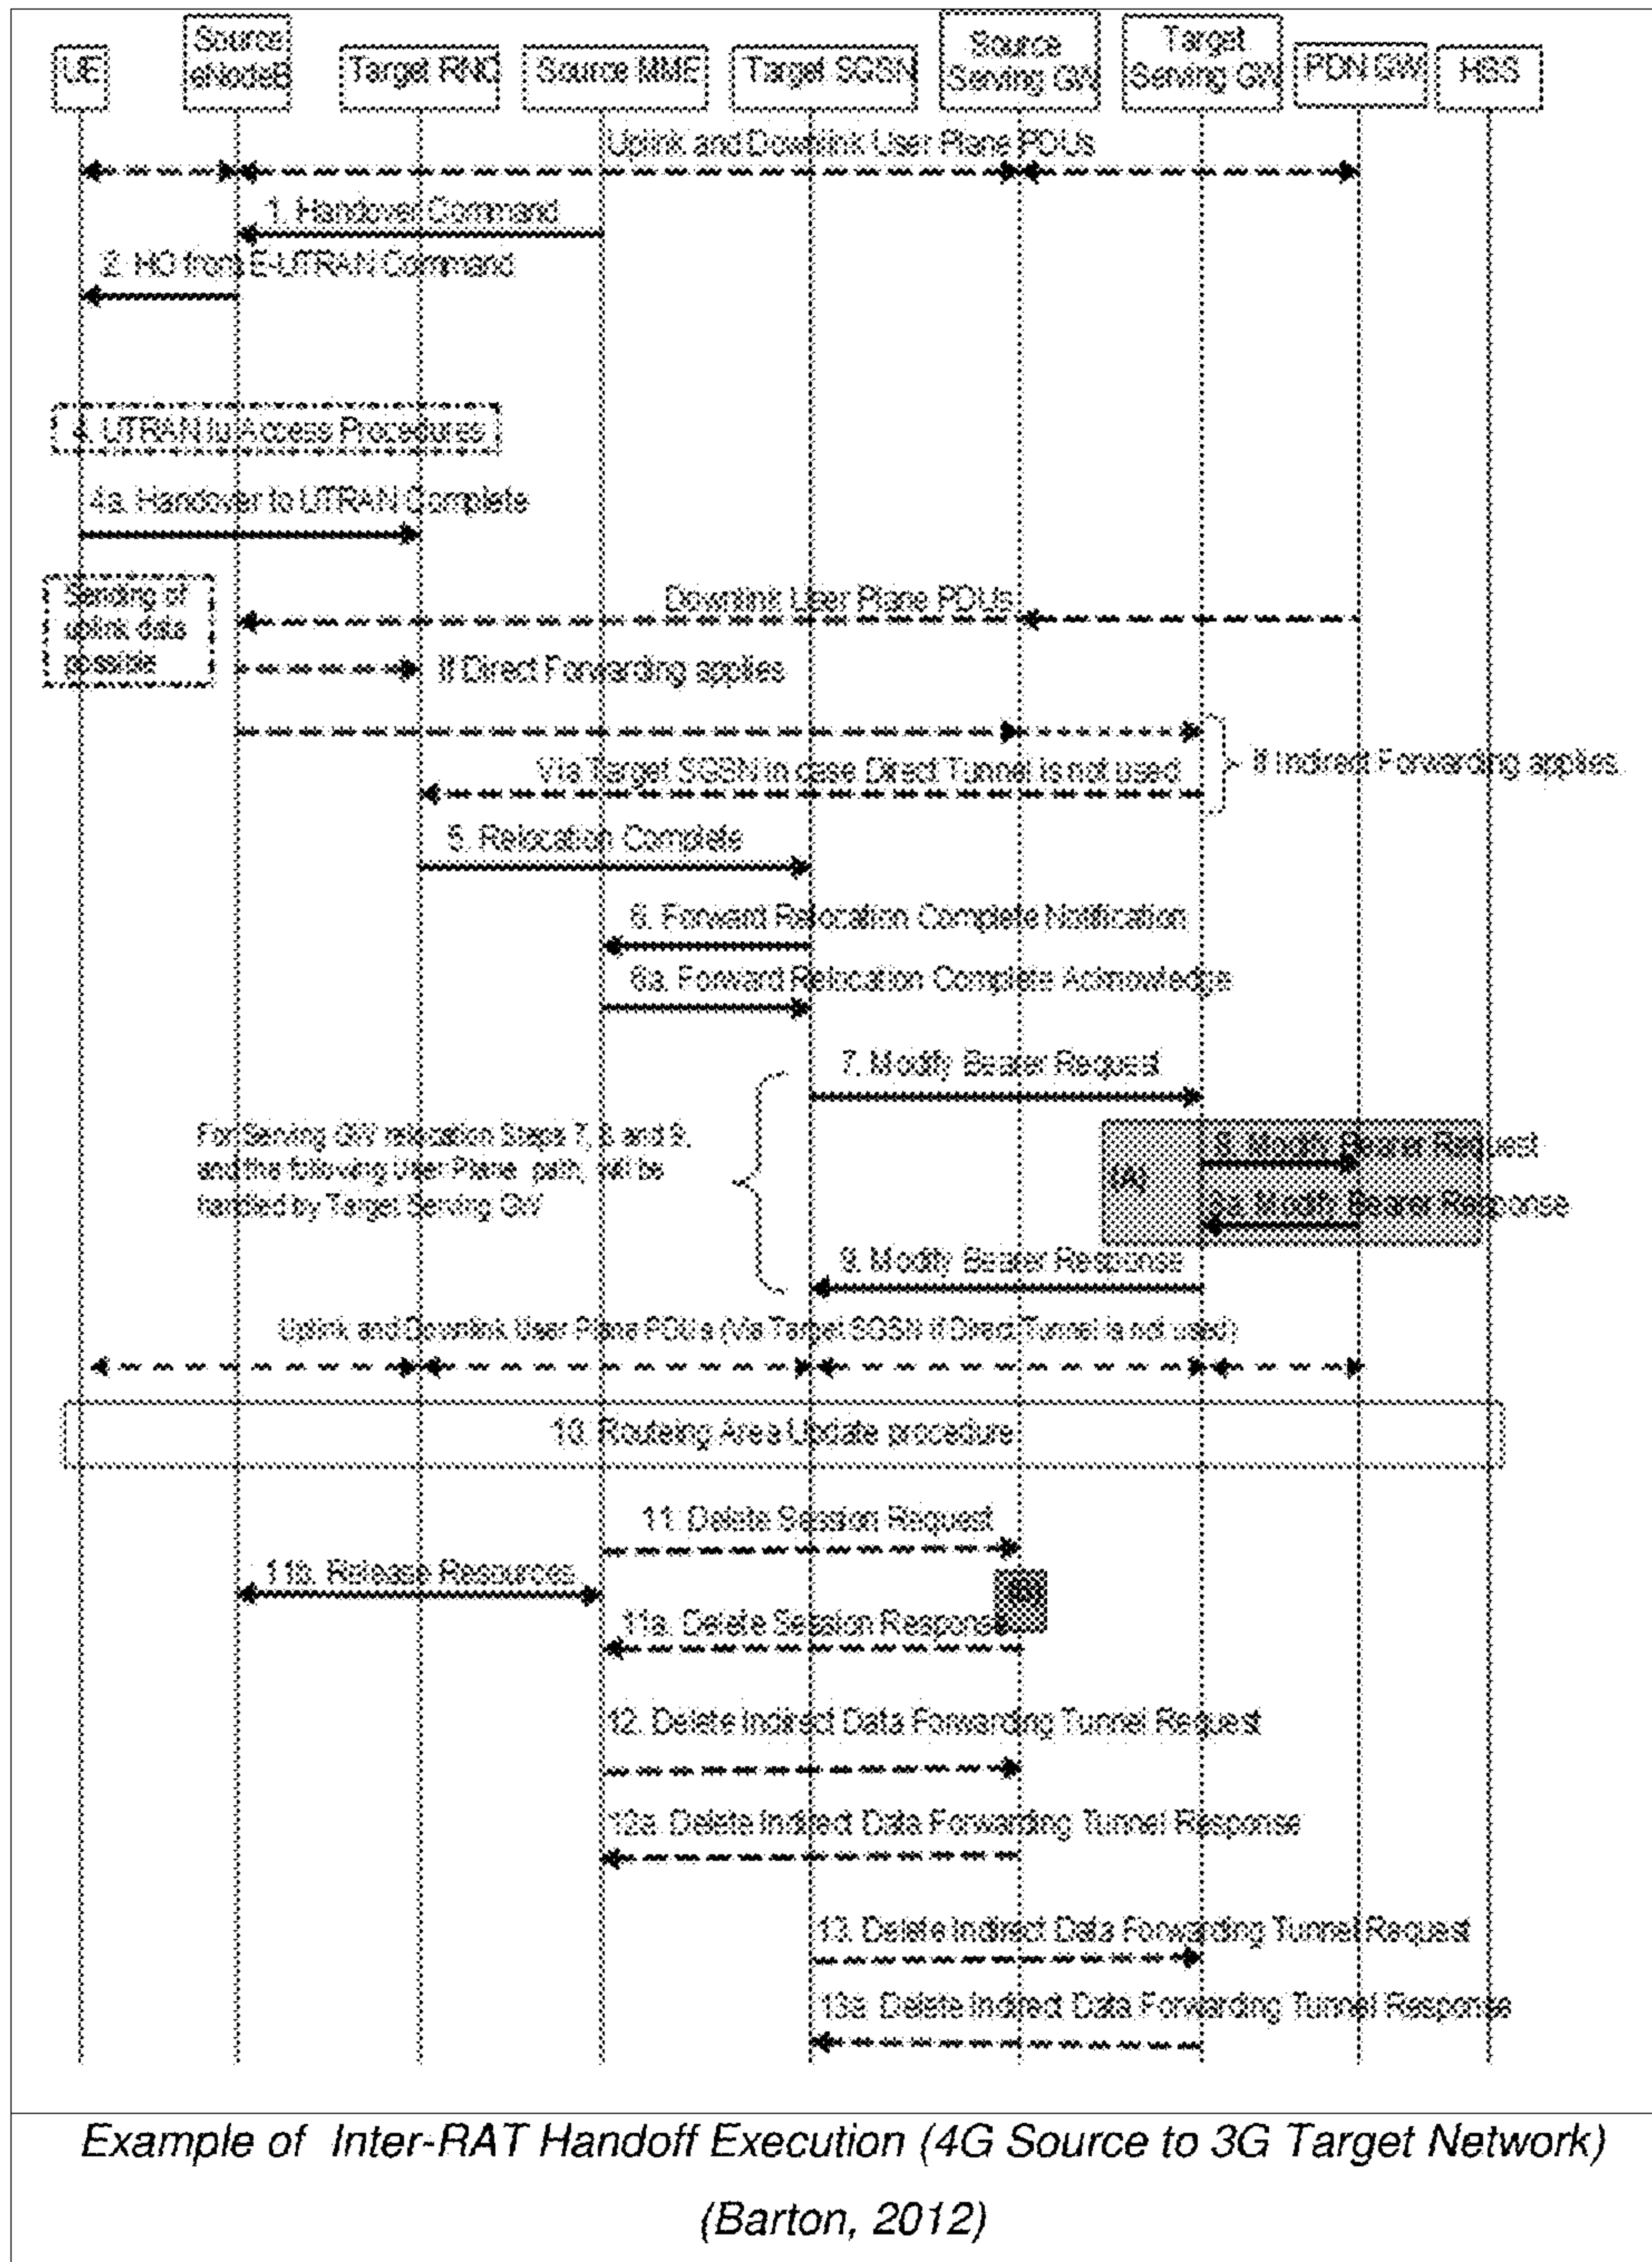 UE
Source
eNodeB
Target RNC
Source MME
Target SGSN
Source
Serving GW
Target
Serving GW
PDN GW
HSS
Uplink and Downlink User Plane PDUs
1. Handover Command
2. HO from E-UTRAN Command
4. UTRAN Iu Access Procedures
4a. Handover to UTRAN Complete
Sending of
uplink data
possible
Downlink User Plane PDUs
If Direct Forwarding applies
Via Target SGSN in case Direct Tunnel is not used
If Indirect Forwarding applies
5. Relocation Complete
6. Forward Relocation Complete Notification
6a. Forward Relocation Complete Acknowledge
7. Modify Bearer Request
For Serving GW relocation Steps 7, 8 and 9,
and the following User Plane path, will be
handled by Target Serving GW
8. Modify Bearer Request
(A)
8a. Modify Bearer Response
9. Modify Bearer Response
Uplink and Downlink User Plane PDUs (Via Target SGSN if Direct Tunnel is not used)
10. Routeing Area Update procedure
11. Delete Session Request
11b. Release Resources
11a. Delete Session Response
12. Delete Indirect Data Forwarding Tunnel Request
12a. Delete Indirect Data Forwarding Tunnel Response
13. Delete Indirect Data Forwarding Tunnel Request
13a. Delete Indirect Data Forwarding Tunnel Response
Example of Inter-RAT Handoff Execution (4G Source to 3G Target Network)
(Barton, 2012)